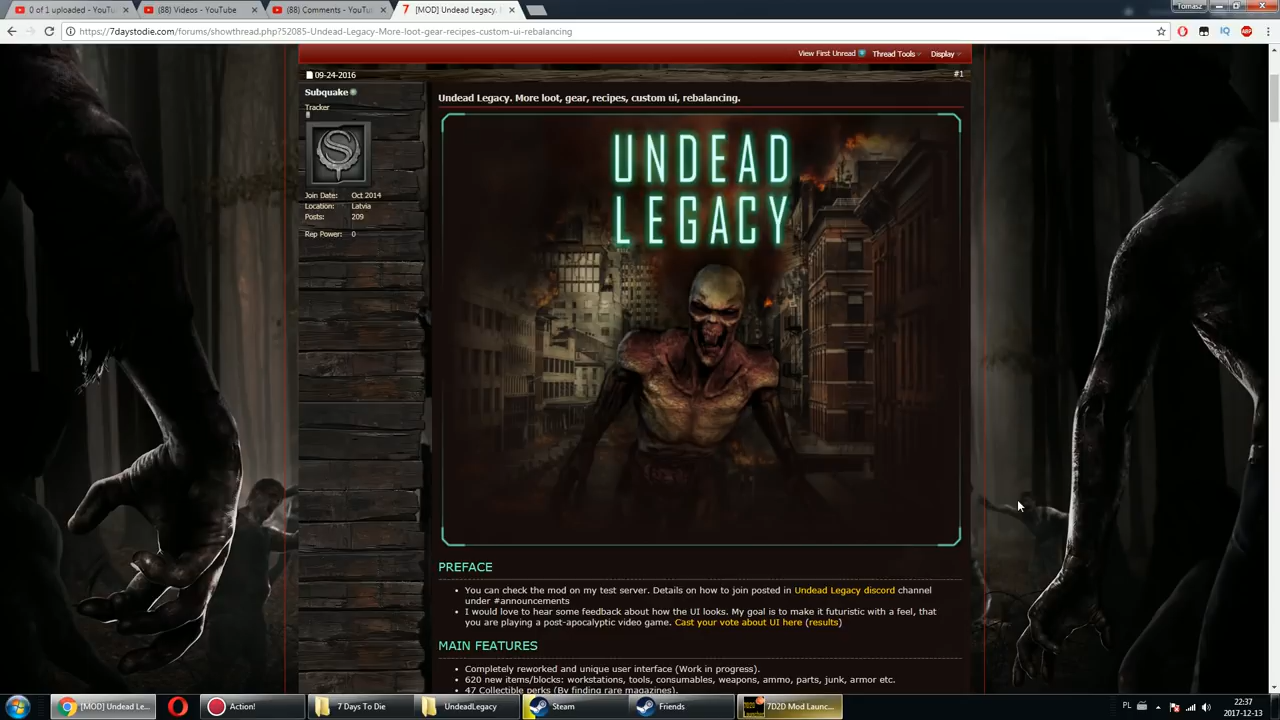 0 of 1 uploaded - YouTu
(88) Videos - YouTube
(88) Comments - YouTub
[MOD] Undead Legacy.
Tomasz
https://7daystodie.com/forums/showthread.php?52085-Undead-Legacy-More-loot-gear-recipes-custom-ui-rebalancing
View First Unread
Thread Tools
Display
09-24-2016
#1
Subquake
Tracker
Join Date: Oct 2014
Location: Latvia
Posts: 209
Rep Power: 0
Undead Legacy. More loot, gear, recipes, custom ui, rebalancing.
UNDEAD
LEGACY
PREFACE
You can check the mod on my test server. Details on how to join posted in Undead Legacy discord channel
under #announcements
I would love to hear some feedback about how the UI looks. My goal is to make it futuristic with a feel, that
you are playing a post-apocalyptic video game. Cast your vote about UI here (results)
MAIN FEATURES
Completely reworked and unique user interface (Work in progress).
620 new items/blocks: workstations, tools, consumables, weapons, ammo, parts, junk, armor etc.
47 Collectible perks (By finding rare magazines).
[MOD] Undead Le...
Action!
7 Days To Die
UndeadLegacy
Steam
Friends
7D2D Mod Launc...
PL
22:37
2017-12-13